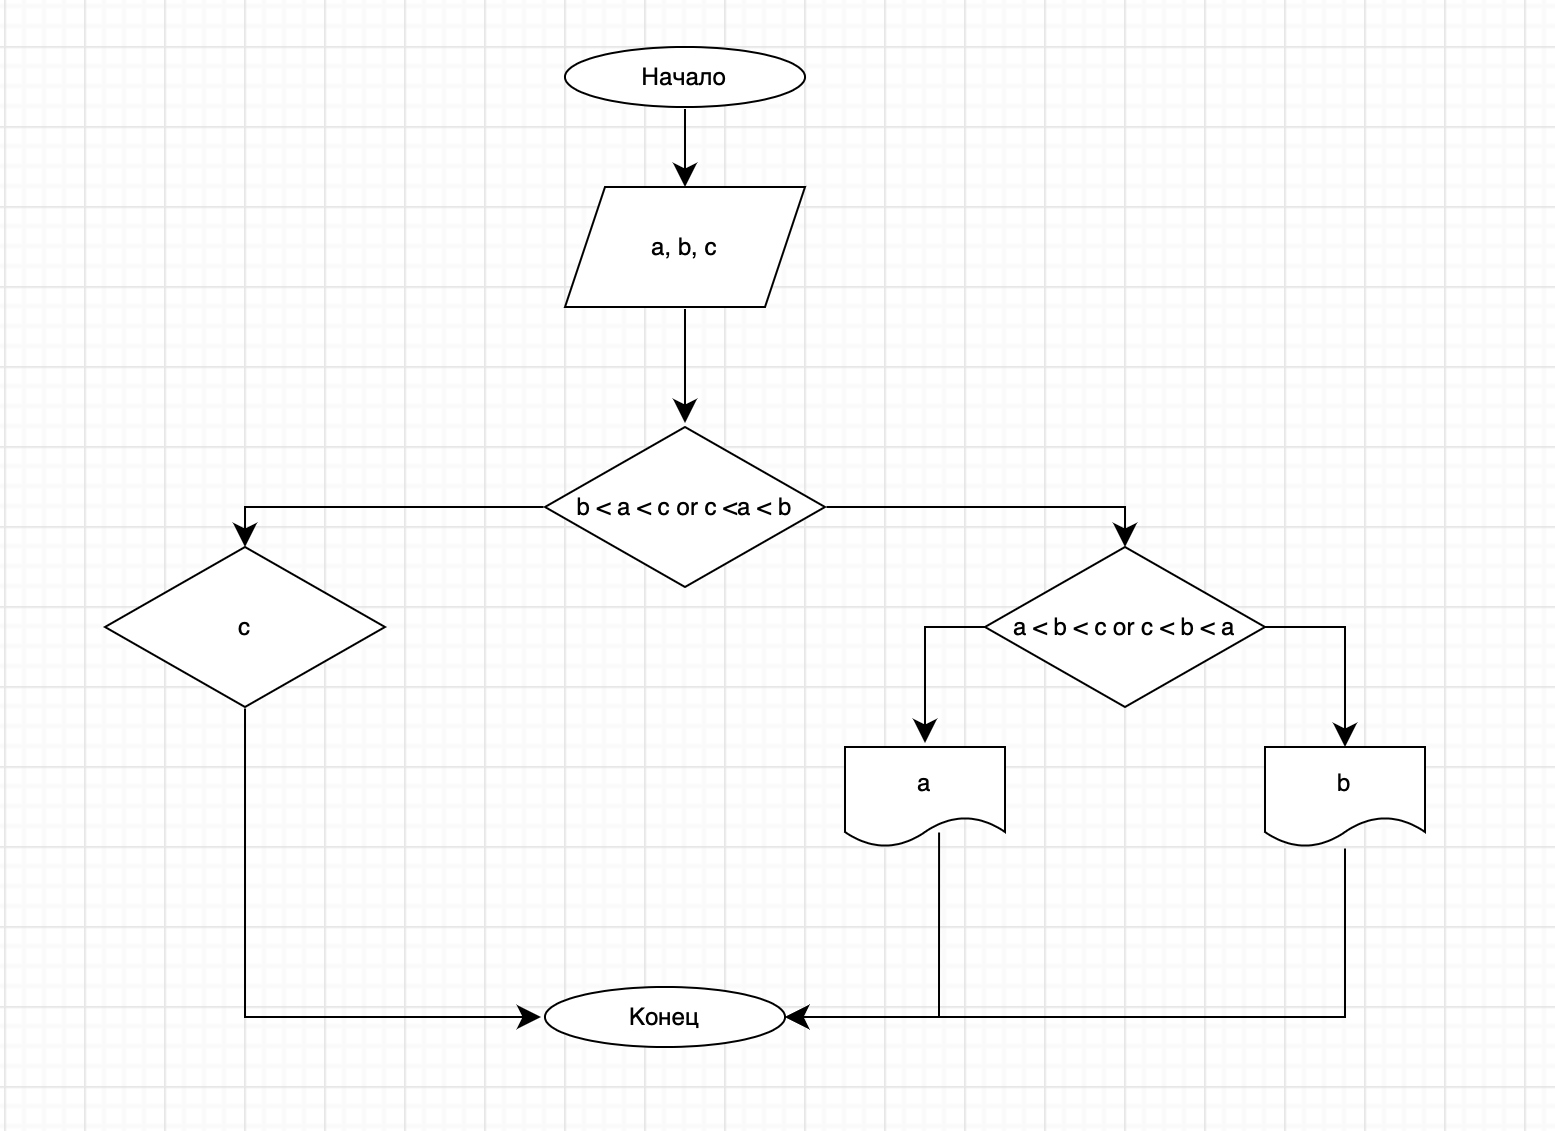 Начало
a, b, c
b < a < c or c <a < b
c
a < b < c or c < b < a
a
b
Конец